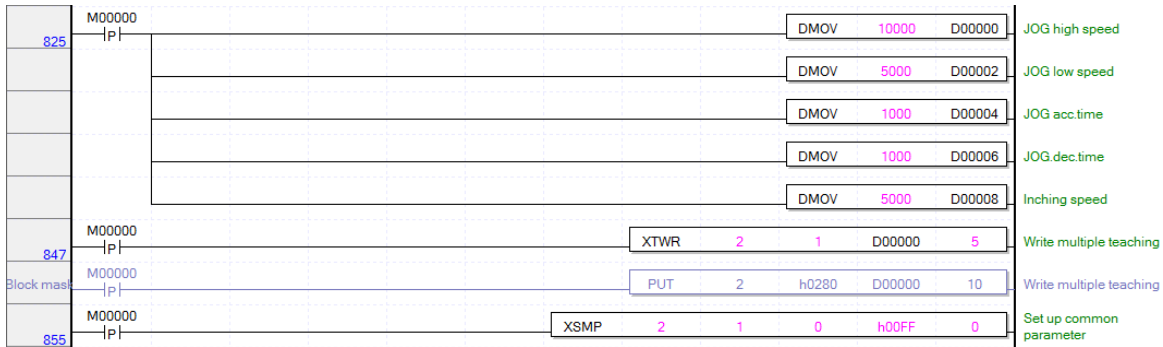 M00000
P
825
DMOV 10000 D00000 JOG high speed
DMOV 5000 D00002 JOG low speed
DMOV 1000 D00004 JOG acc.time
DMOV 1000 D00006 JOG.dec.time
DMOV 5000 D00008 Inching speed
M00000
P
847
XTWR 2 1 D00000 5 Write multiple teaching
M00000
Block mask
P
PUT 2 h0280 D00000 10 Write multiple teaching
M00000
P
855
XSMP 2 1 0 h00FF 0 Set up common
parameter